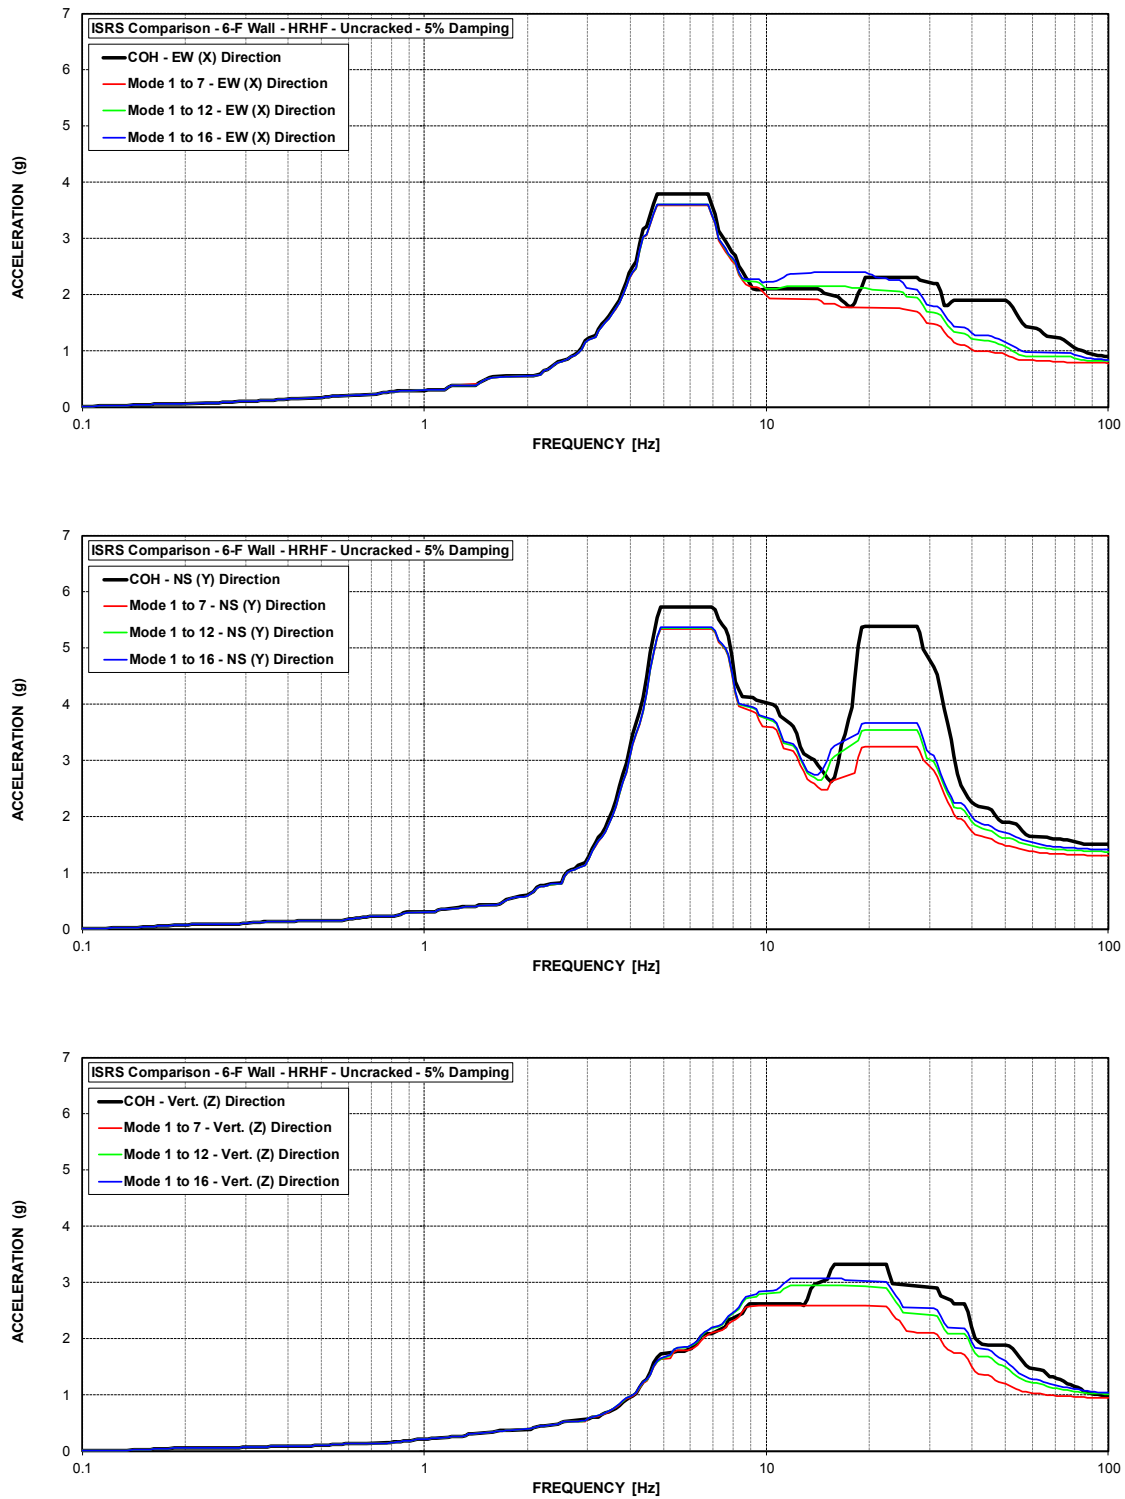 ISRS Comparison - 6-F Wall - HRHF - Uncracked - 5% Damping
COH - EW (X) Direction
Mode 1 to 7 - EW (X) Direction
Mode 1 to 12 - EW (X) Direction
Mode 1 to 16 - EW (X) Direction
ACCELERATION (g)
7
6
5
4
3
2
1
0
0.1
1
10
100
FREQUENCY [Hz]
ISRS Comparison - 6-F Wall - HRHF - Uncracked - 5% Damping
COH - NS (Y) Direction
Mode 1 to 7 - NS (Y) Direction
Mode 1 to 12 - NS (Y) Direction
Mode 1 to 16 - NS (Y) Direction
ACCELERATION (g)
7
6
5
4
3
2
1
0
0.1
1
10
100
FREQUENCY [Hz]
ISRS Comparison - 6-F Wall - HRHF - Uncracked - 5% Damping
COH - Vert. (Z) Direction
Mode 1 to 7 - Vert. (Z) Direction
Mode 1 to 12 - Vert. (Z) Direction
Mode 1 to 16 - Vert. (Z) Direction
ACCELERATION (g)
7
6
5
4
3
2
1
0
0.1
1
10
100
FREQUENCY [Hz]